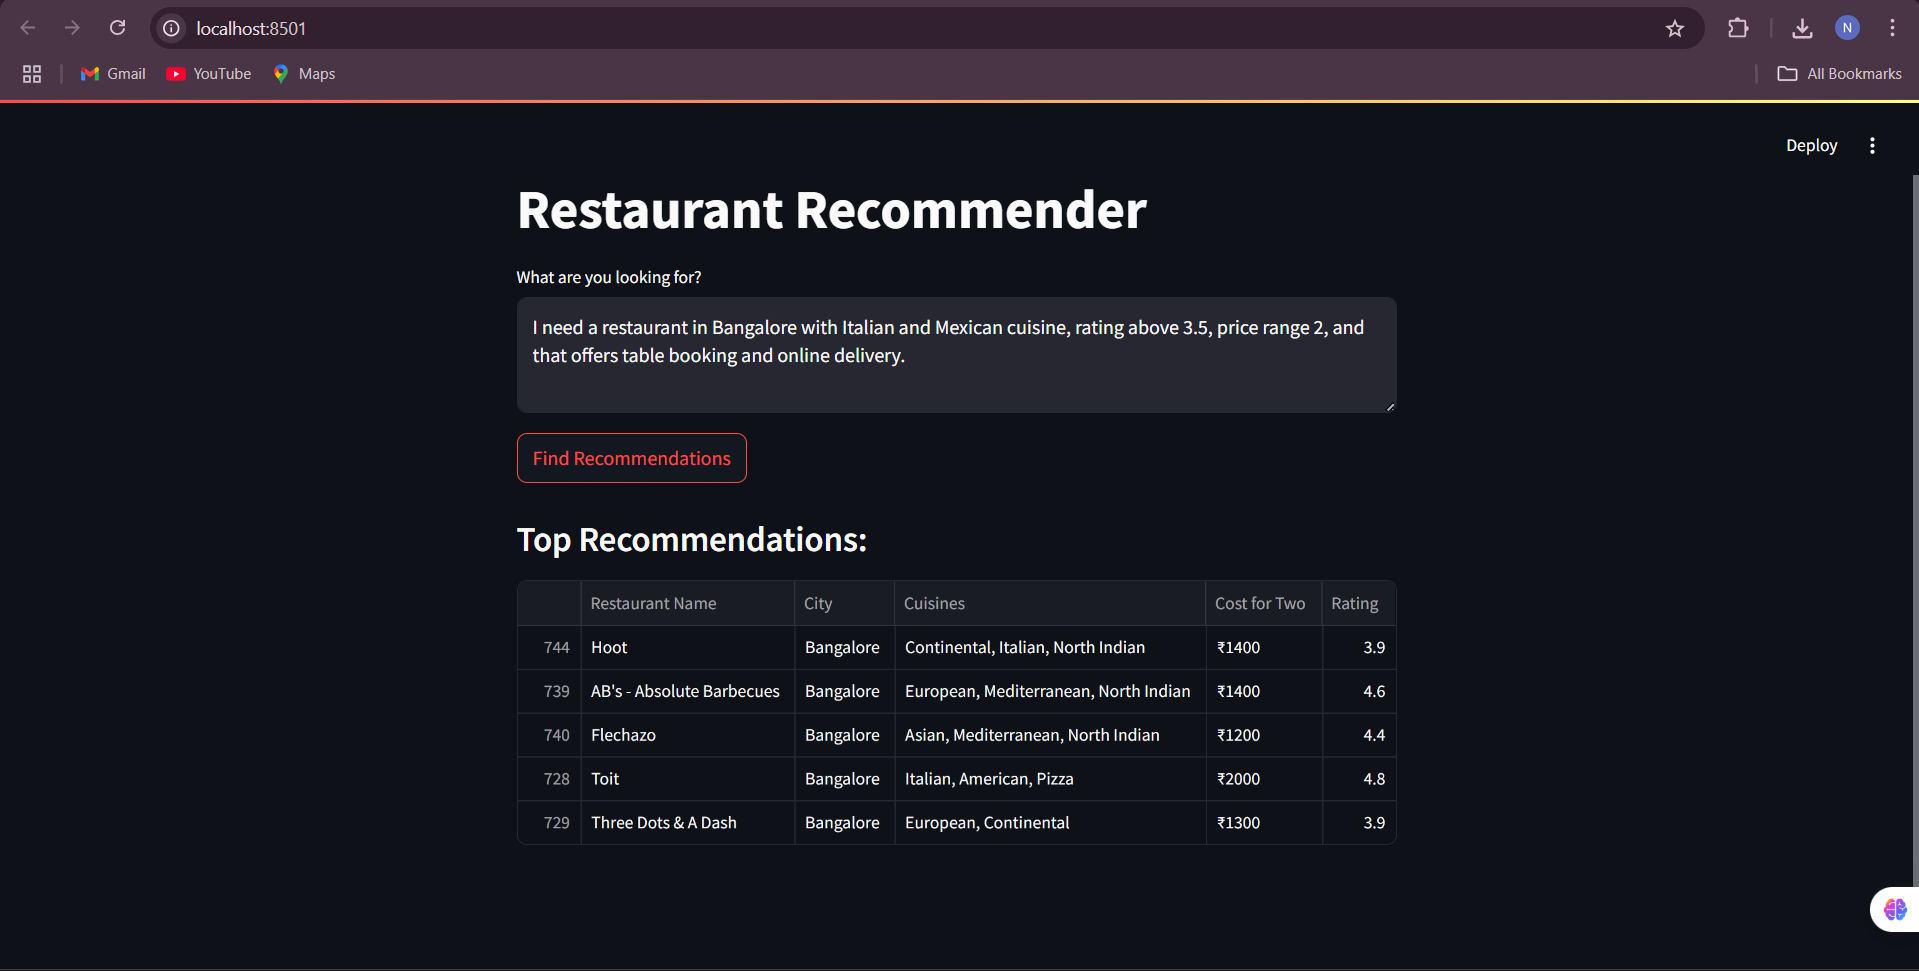 localhost:8501
N
Gmail YouTube Maps All Bookmarks
Deploy
Restaurant Recommender
What are you looking for?
I need a restaurant in Bangalore with Italian and Mexican cuisine, rating above 3.5, price range 2, and
that offers table booking and online delivery.
Find Recommendations
Top Recommendations:
Restaurant Name City Cuisines Cost for Two Rating
744 Hoot Bangalore Continental, Italian, North Indian ₹1400 3.9
739 AB's - Absolute Barbecues Bangalore European, Mediterranean, North Indian ₹1400 4.6
740 Flechazo Bangalore Asian, Mediterranean, North Indian ₹1200 4.4
728 Toit Bangalore Italian, American, Pizza ₹2000 4.8
729 Three Dots & A Dash Bangalore European, Continental ₹1300 3.9